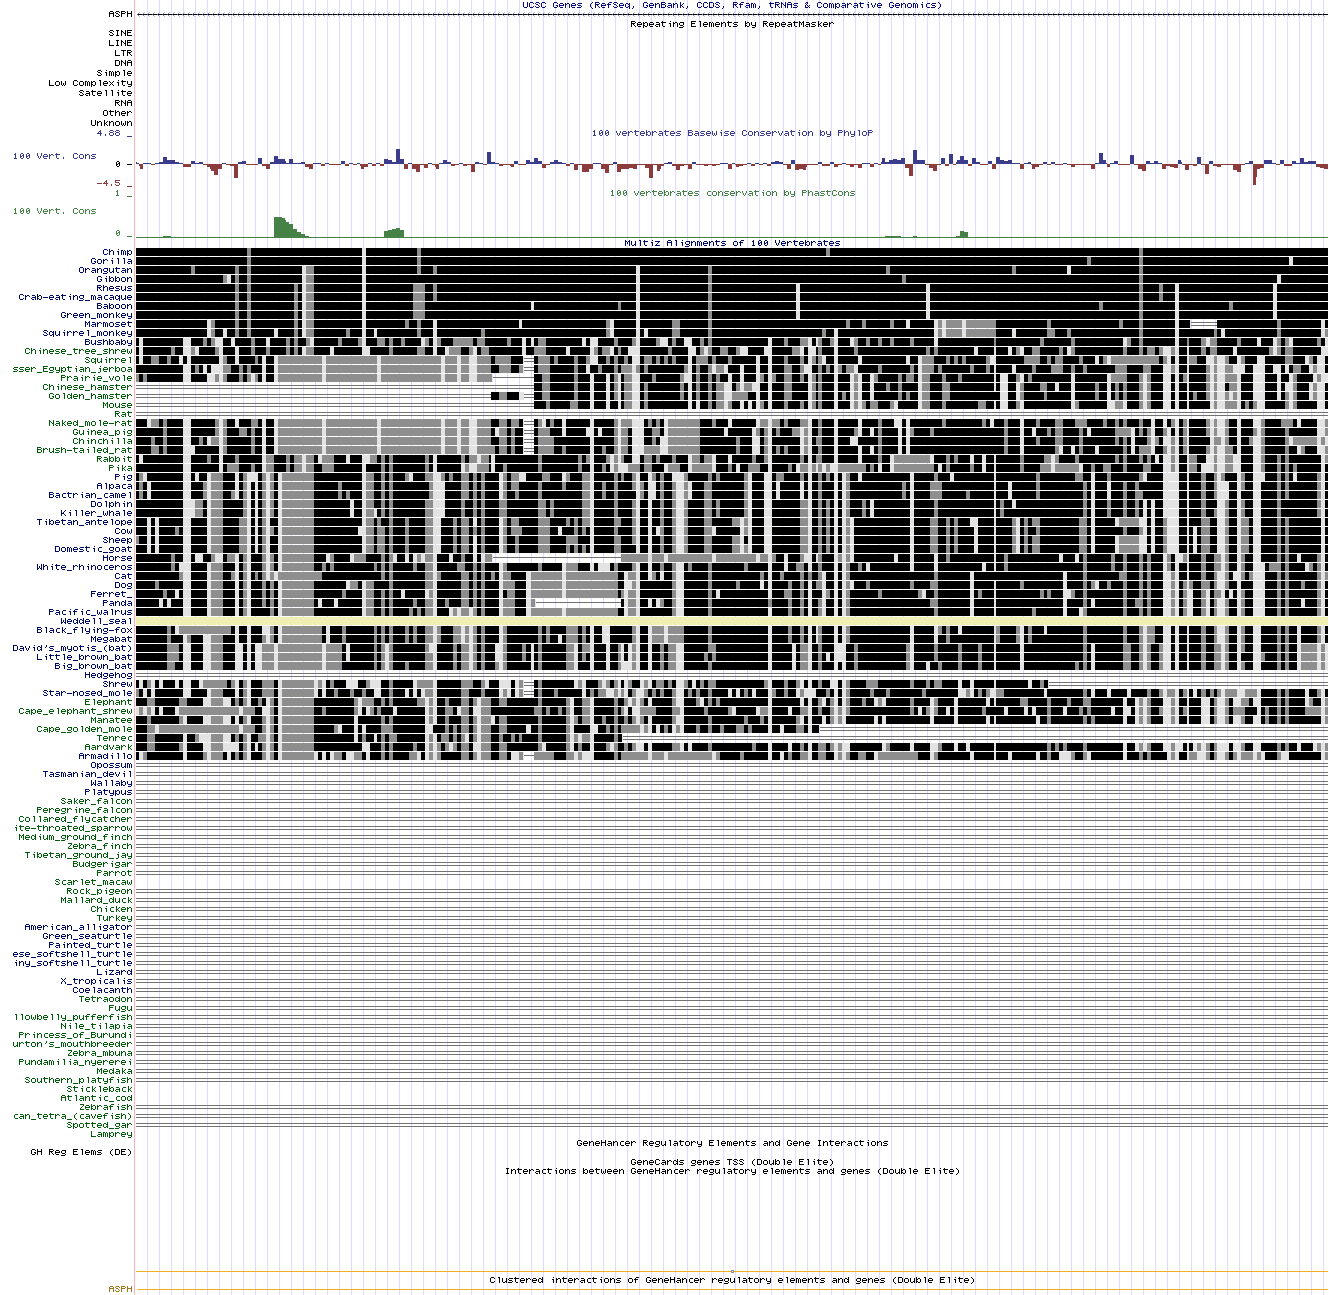 UCSC Genes (RefSeq, GenBank, CCDS, Rfam, tRNAs & Comparative Genomics)
ASPH
Repeating Elements by RepeatMasker
SINE
LINE
LTR
DNA
Simple
Low Complexity
Satellite
RNA
Other
Unknown
4.88 _
100 vertebrates Basewise Conservation by PhyloP
100 Vert. Cons
0 -
-4.5 _
1 _
100 vertebrates conservation by PhastCons
100 Vert. Cons
0 _
Multiz Alignments of 100 Vertebrates
Chimp
Gorilla
Orangutan
Gibbon
Rhesus
Crab-eating_macaque
Baboon
Green_monkey
Marmoset
Squirrel_monkey
Bushbaby
Chinese_tree_shrew
Squirrel
sser_Egyptian_jerboa
Prairie_vole
Chinese_hamster
Golden_hamster
Mouse
Rat
Naked_mole-rat
Guinea_pig
Chinchilla
Brush-tailed_rat
Rabbit
Pika
Pig
Alpaca
Bactrian_camel
Dolphin
Killer_whale
Tibetan_antelope
Cow
Sheep
Domestic_goat
Horse
White_rhinoceros
Cat
Dog
Ferret_
Panda
Pacific_walrus
Weddell_seal
Black_flying-fox
Megabat
David's_myotis_(bat)
Little_brown_bat
Big_brown_bat
Hedgehog
Shrew
Star-nosed_mole
Elephant
Cape_elephant_shrew
Manatee
Cape_golden_mole
Tenrec
Aardvark
Armadillo
Opossum
Tasmanian_devil
Wallaby
Platypus
Saker_falcon
Peregrine_falcon
Collared_flycatcher
ite-throated_sparrow
Medium_ground_finch
Zebra_finch
Tibetan_ground_jay
Budgerigar
Parrot
Scarlet_macaw
Rock_pigeon
Mallard_duck
Chicken
Turkey
American_alligator
Green_seaturtle
Painted_turtle
ese_softshell_turtle
iny_softshell_turtle
Lizard
X_tropicalis
Coelacanth
Tetraodon
Fugu
llowbelly_pufferfish
Nile_tilapia
Princess_of_Burundi
urton's_mouthbreeder
Zebra_mbuna
Pundamilia_nyererei
Medaka
Southern_platyfish
Stickleback
Atlantic_cod
Zebrafish
can_tetra_(cavefish)
Spotted_gar
Lamprey
GeneHancer Regulatory Elements and Gene Interactions
GH Reg Elems (DE)
GeneCards genes TSS (Double Elite)
Interactions between GeneHancer regulatory elements and genes (Double Elite)
Clustered interactions of GeneHancer regulatory elements and genes (Double Elite)
ASPH